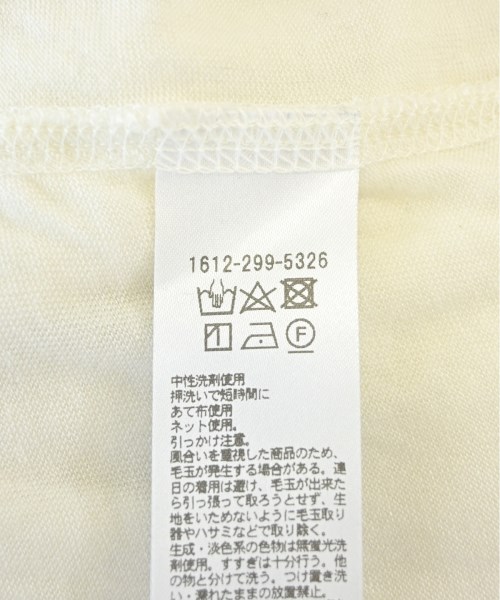 1612-299-5326
F
中性洗剤使用
押洗いで短時間に
あて布使用
ネット使用。
引っかけ注意。
風合いを重視した商品のため、
毛玉が発生する場合がある。連
日の着用は避け、毛玉が出来た
ら引っ張って取ろうとせず、生
地をいためないように毛玉取り
器やハサミなどで取り除く。
生成・淡色系の色物は無蛍光洗
剤使用。すすぎは十分行う。他
の物と分けて洗う。つけ置き洗
い・濡れたままの放置禁止。